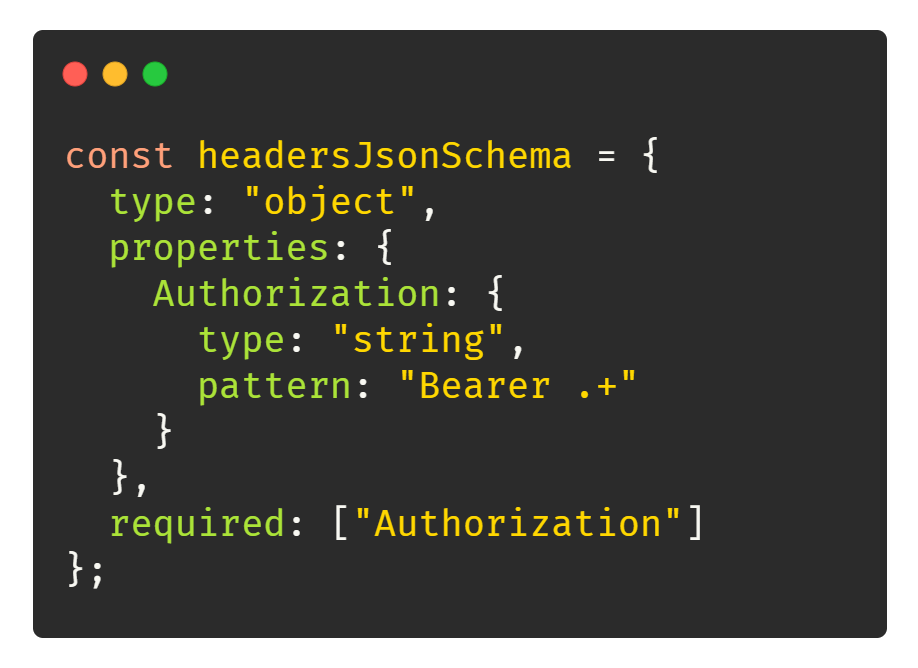 const headersJsonSchema = {
  type: "object",
  properties: {
    Authorization: {
      type: "string",
      pattern: "Bearer .+"
    }
  },
  required: ["Authorization"]
};